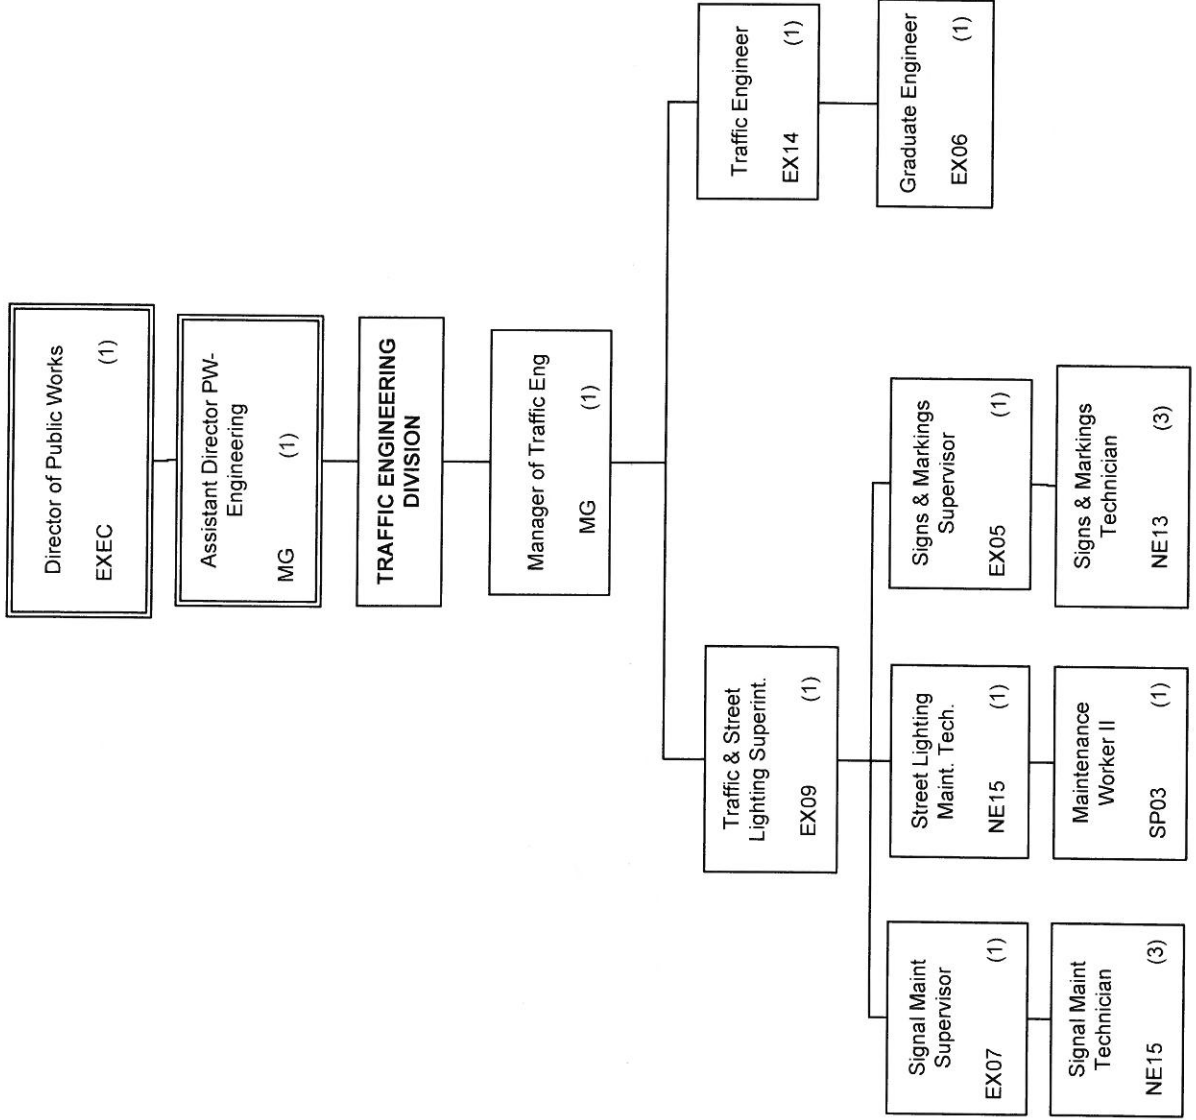 Director of Public Works
EXEC (1)
Assistant Director PW-
Engineering
MG (1)
TRAFFIC ENGINEERING
DIVISION
Manager of Traffic Eng
MG (1)
Traffic & Street
Lighting Superint.
EX09 (1)
Traffic Engineer
EX14 (1)
Graduate Engineer
EX06 (1)
Signal Maint
Supervisor
EX07 (1)
Street Lighting
Maint. Tech.
NE15 (1)
Signs & Markings
Supervisor
EX05 (1)
Signal Maint
Technician
NE15 (3)
Maintenance
Worker II
SP03 (1)
Signs & Markings
Technician
NE13 (3)